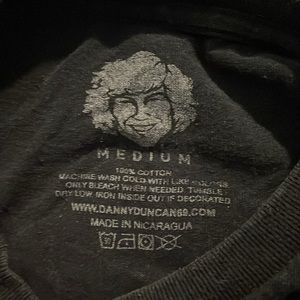 MEDIUM
100% COTTON
MACHINE WASH COLD WITH LIKE COLORS
ONLY BLEACH WHEN NEEDED. TUMBLE
DRY LOW. IRON INSIDE OUT IF DECORATED
WWW.DANNYDUNCAN69.COM
MADE IN NICARAGUA